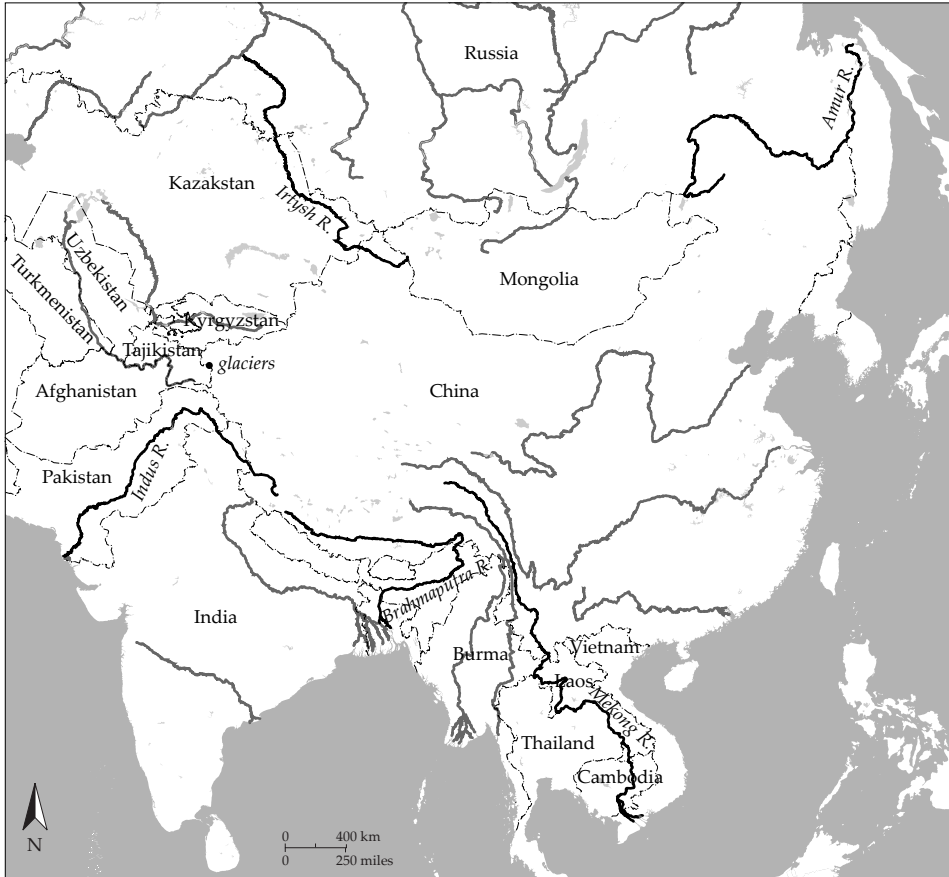 Russia
Amur R.
Kazakstan
Irtysh R.
Uzbekistan
Mongolia
Turkmenistan
Kyrgyzstan
Tajikistan
glaciers
Afghanistan
China
Pakistan
Indus R.
Brahmaputra R.
India
Burma
Vietnam
Laos
Mekong R.
Thailand
Cambodia
N
0 400 km
0 250 miles